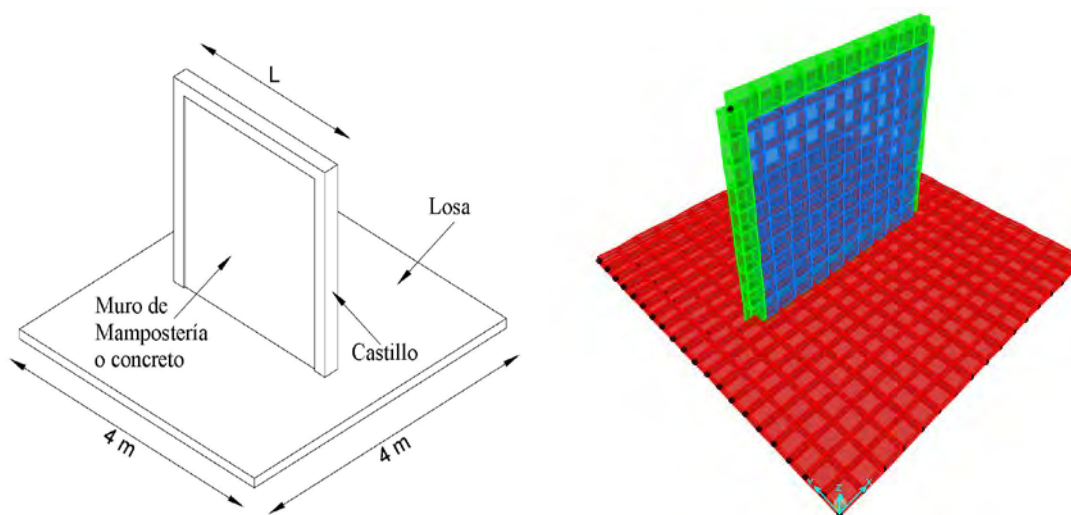 L
Losa
Muro de
Mampostería
o concreto
Castillo
4 m
4 m